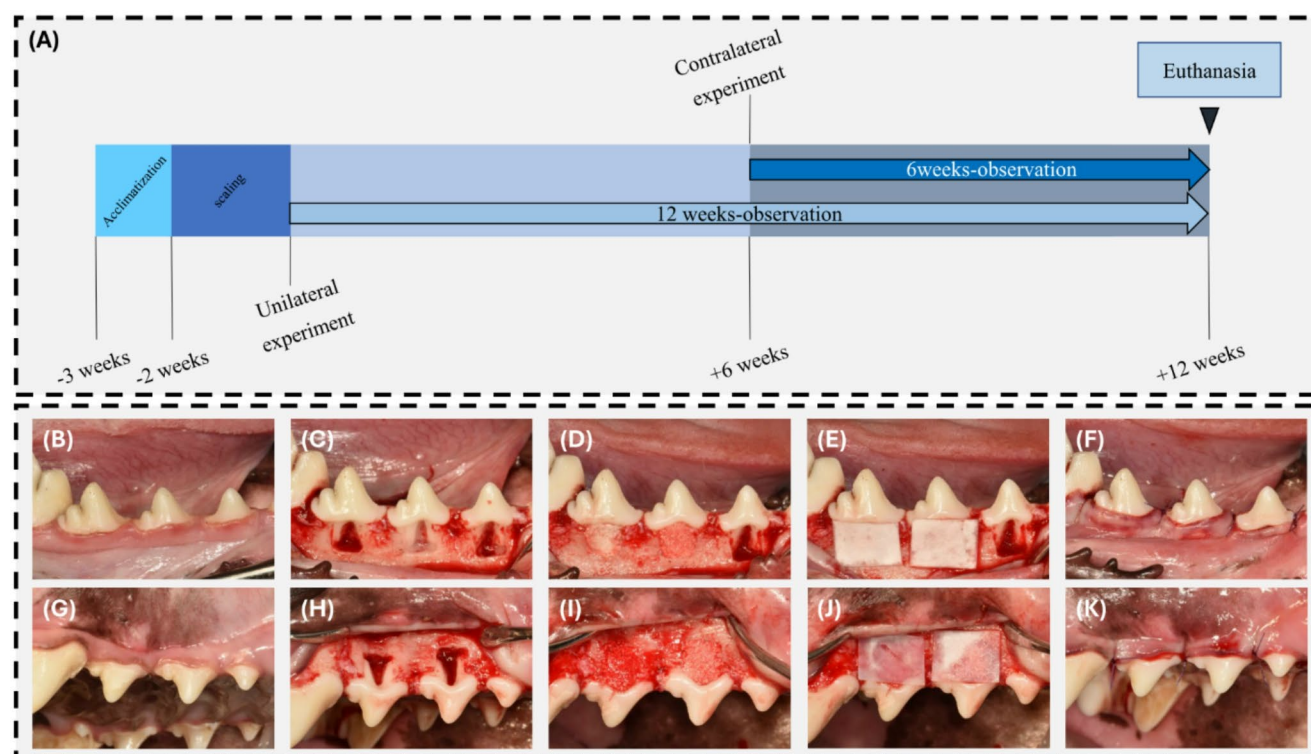 (A)
Contralateral
experiment
Euthanasia
Acclimatization
scaling
6weeks-observation
12 weeks-observation
Unilateral
experiment
-3 weeks
-2 weeks
+6 weeks
+12 weeks
(B)
(C)
(D)
(E)
(F)
(G)
(H)
(I)
(J)
(K)